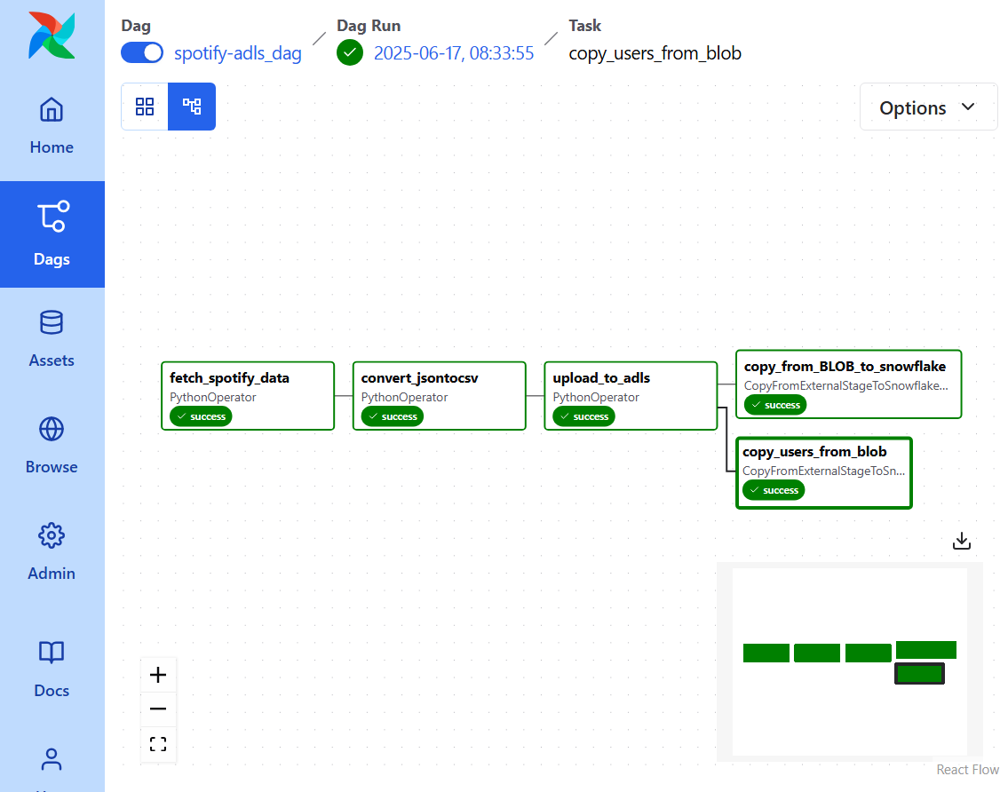 Dag
spotify-adls_dag
Dag Run
2025-06-17, 08:33:55
Task
copy_users_from_blob
Options
Home
Dags
Assets
Browse
Admin
Docs
fetch_spotify_data
PythonOperator
success
convert_jsontocsv
PythonOperator
success
upload_to_adls
PythonOperator
success
copy_from_BLOB_to_snowflake
CopyFromExternalStageToSnowflake...
success
copy_users_from_blob
CopyFromExternalStageToSn...
success
React Flow